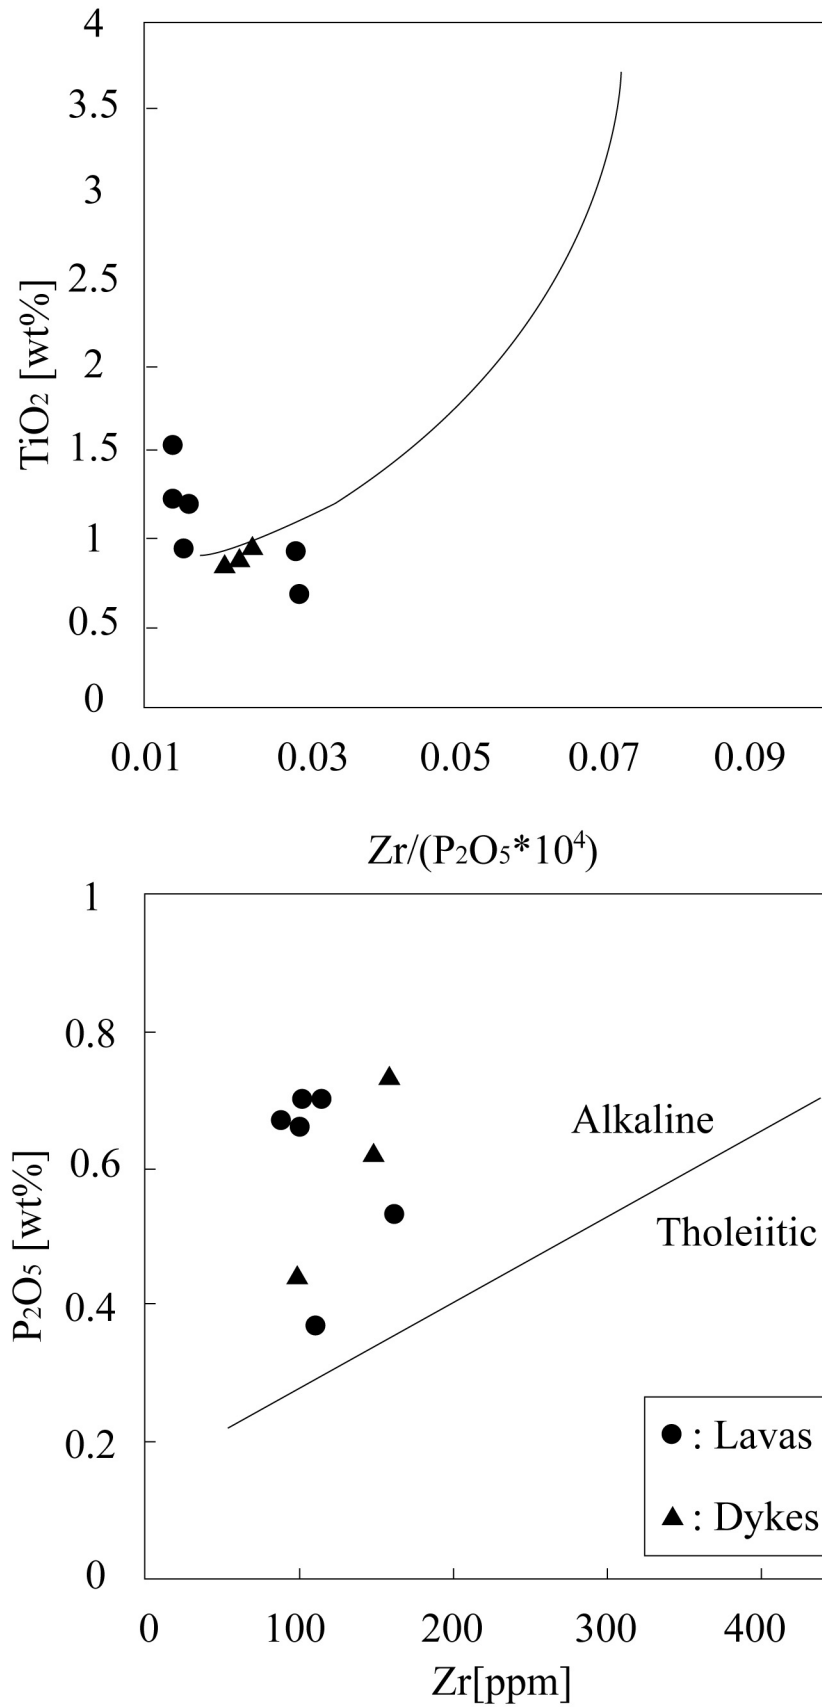 4
3.5
3
2.5
2
1.5
1
0.5
0
TiO₂ [wt%]
0.01 0.03 0.05 0.07 0.09
Zr/(P₂O₅*10⁴)
1
0.8
0.6
0.4
0.2
0
P₂O₅ [wt%]
Alkaline
Tholeiitic
: Lavas
: Dykes
0 100 200 300 400
Zr[ppm]